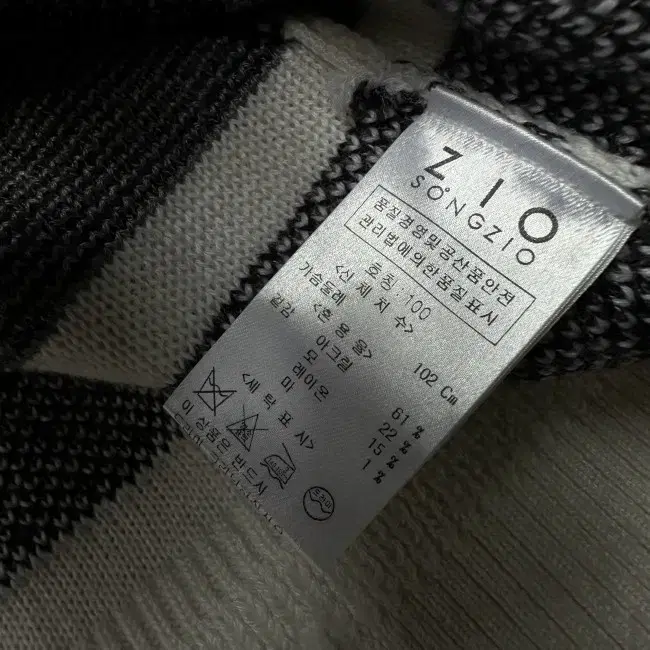 ZIO
SONGZIO
품질경영및공산품안전
관리법에의한품질표시
호칭:100
<신체치수>
가슴둘레 102 Cm
<혼용율>
겉감 아크릴 61 %
모 22 %
레이온 15 %
마 1 %
<세탁표시>
이 상품은 반드시